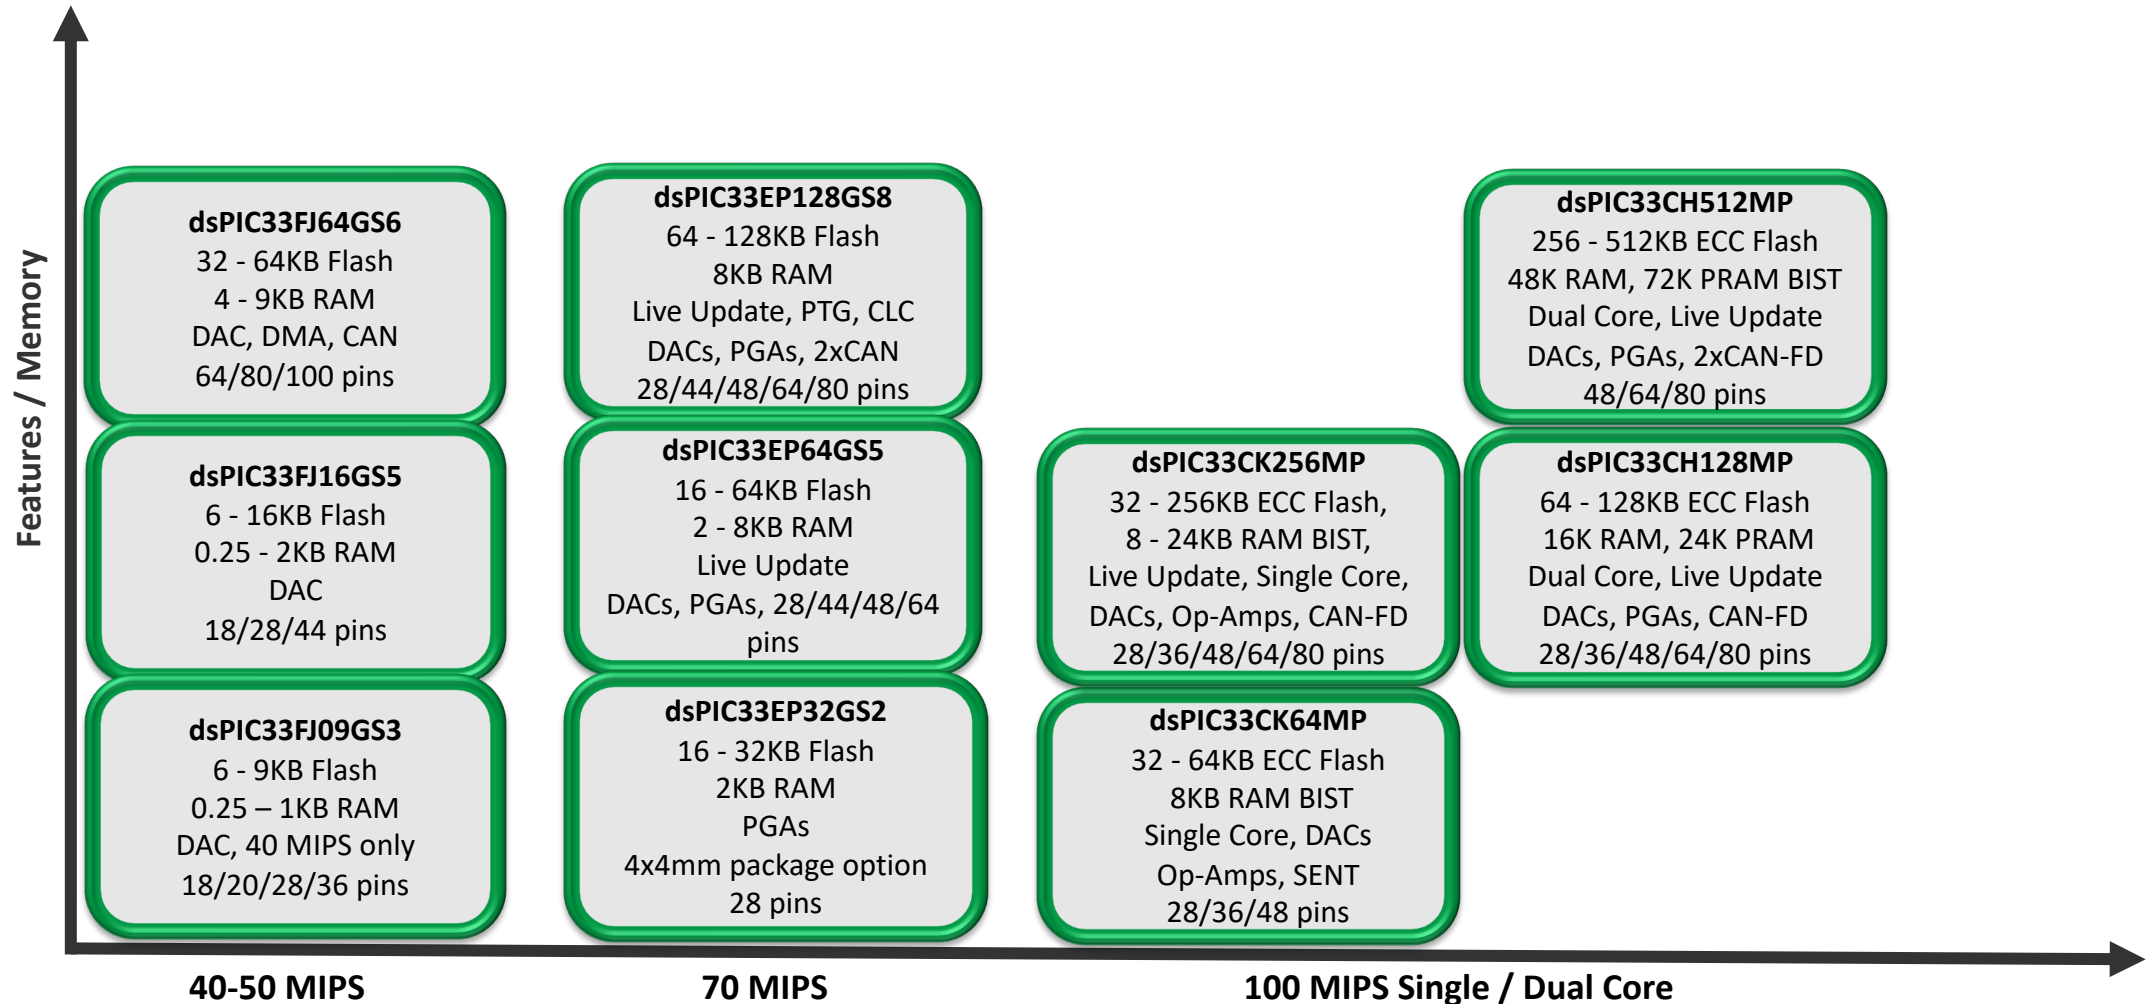 Features / Memory
dsPIC33FJ64GS6
32 - 64KB Flash
4 - 9KB RAM
DAC, DMA, CAN
64/80/100 pins
dsPIC33FJ16GS5
6 - 16KB Flash
0.25 - 2KB RAM
DAC
18/28/44 pins
dsPIC33FJ09GS3
6 - 9KB Flash
0.25 – 1KB RAM
DAC, 40 MIPS only
18/20/28/36 pins
dsPIC33EP128GS8
64 - 128KB Flash
8KB RAM
Live Update, PTG, CLC
DACs, PGAs, 2xCAN
28/44/48/64/80 pins
dsPIC33EP64GS5
16 - 64KB Flash
2 - 8KB RAM
Live Update
DACs, PGAs, 28/44/48/64
pins
dsPIC33EP32GS2
16 - 32KB Flash
2KB RAM
PGAs
4x4mm package option
28 pins
dsPIC33CK256MP
32 - 256KB ECC Flash,
8 - 24KB RAM BIST,
Live Update, Single Core,
DACs, Op-Amps, CAN-FD
28/36/48/64/80 pins
dsPIC33CK64MP
32 - 64KB ECC Flash
8KB RAM BIST
Single Core, DACs
Op-Amps, SENT
28/36/48 pins
dsPIC33CH512MP
256 - 512KB ECC Flash
48K RAM, 72K PRAM BIST
Dual Core, Live Update
DACs, PGAs, 2xCAN-FD
48/64/80 pins
dsPIC33CH128MP
64 - 128KB ECC Flash
16K RAM, 24K PRAM
Dual Core, Live Update
DACs, PGAs, CAN-FD
28/36/48/64/80 pins
40-50 MIPS
70 MIPS
100 MIPS Single / Dual Core